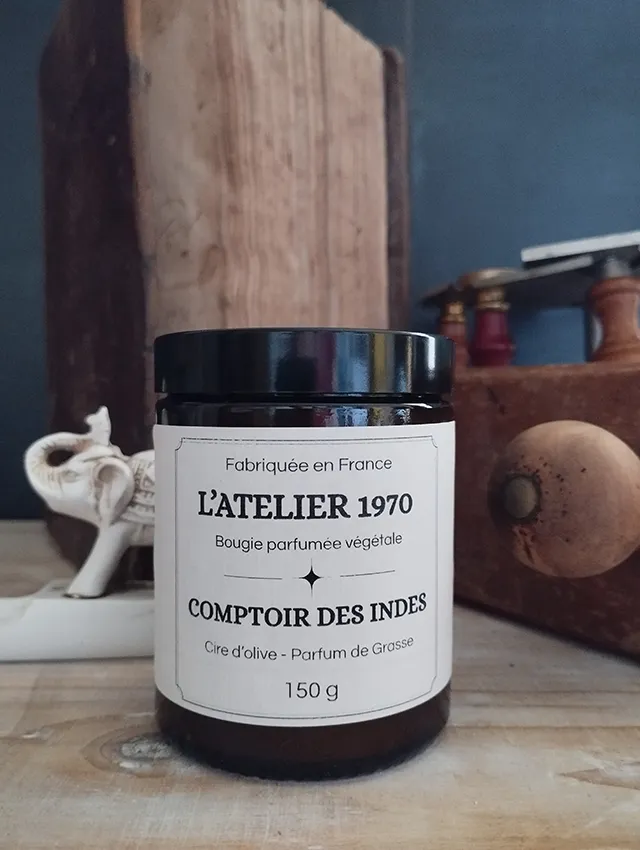 Fabriquée en France
L'ATELIER 1970
Bougie parfumée végétale
COMPTOIR DES INDES
Cire d'olive - Parfum de Grasse
150 g